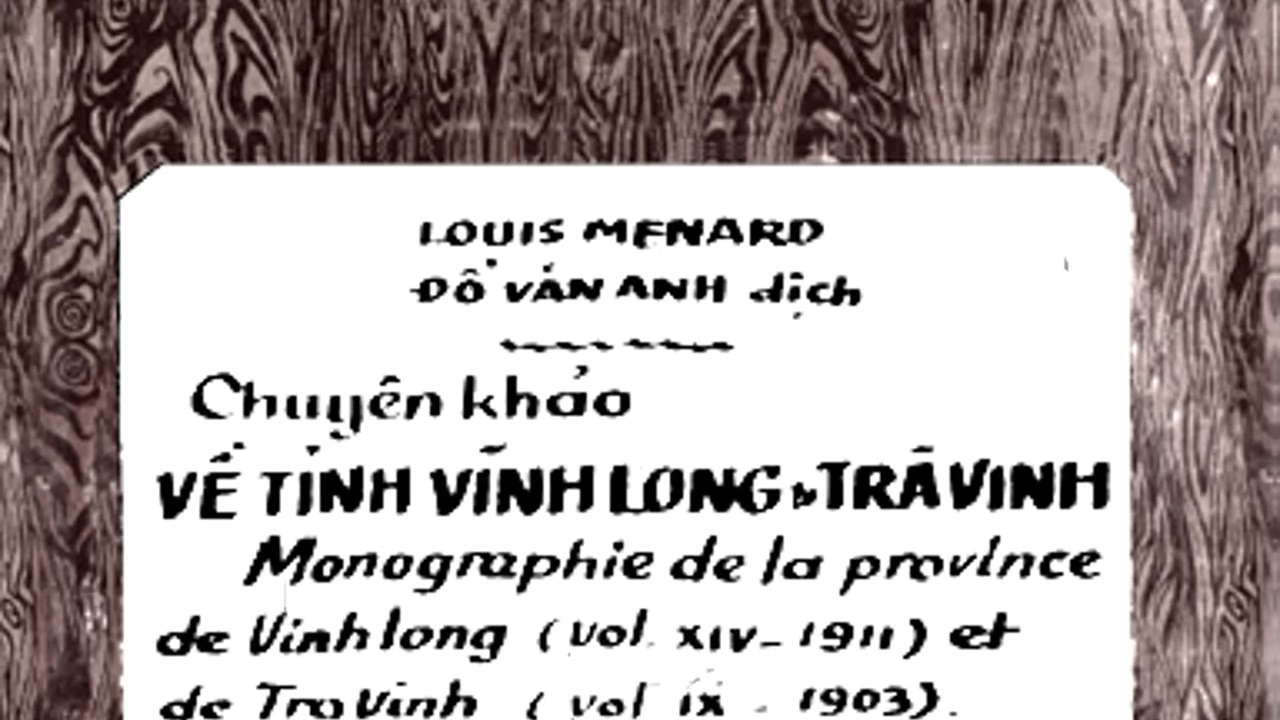 LOUIS MENARD
ĐỖ VĂN ANH dịch
Chuyên khảo
VỀ TỈNH VĨNH LONG & TRÀ VINH
Monographie de la province
de Vinhlong (Vol. XIV – 1911) et
de TraVinh (vol IX - 1903).